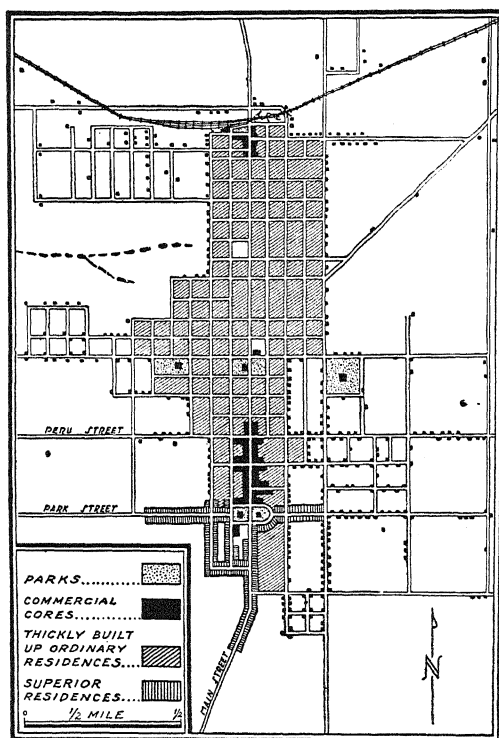 PERU STREET
PARK STREET
PARKS..........
COMMERCIAL
CORES..........
THICKLY BUILT
UP ORDINARY
RESIDENCES....
SUPERIOR
RESIDENCES....
0 1/2 MILE 1/2
MAIN STREET
N